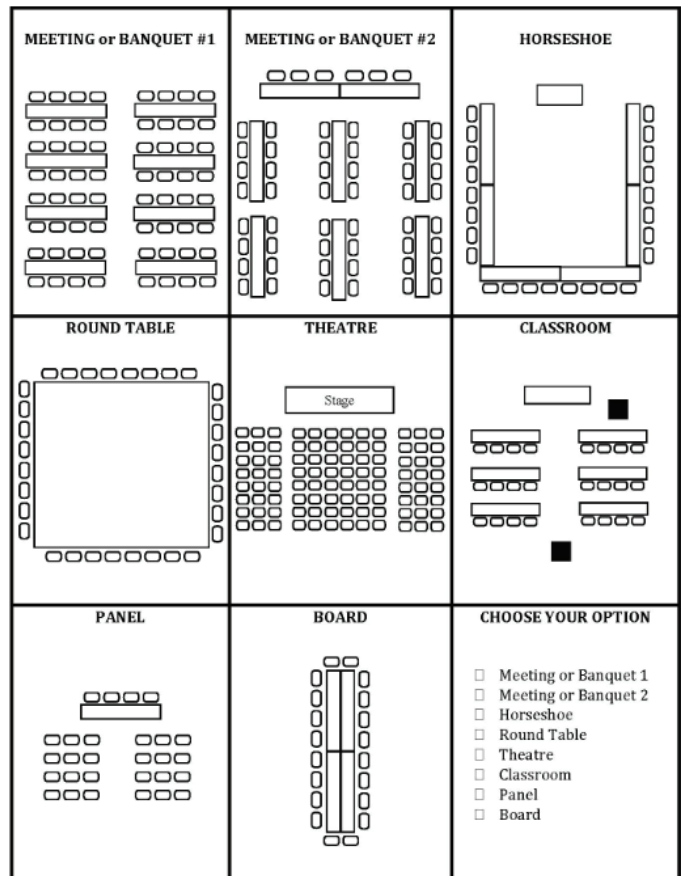 MEETING or BANQUET #1
MEETING or BANQUET #2
HORSESHOE
ROUND TABLE
THEATRE
CLASSROOM
Stage
PANEL
BOARD
CHOOSE YOUR OPTION
☐ Meeting or Banquet 1
☐ Meeting or Banquet 2
☐ Horseshoe
☐ Round Table
☐ Theatre
☐ Classroom
☐ Panel
☐ Board